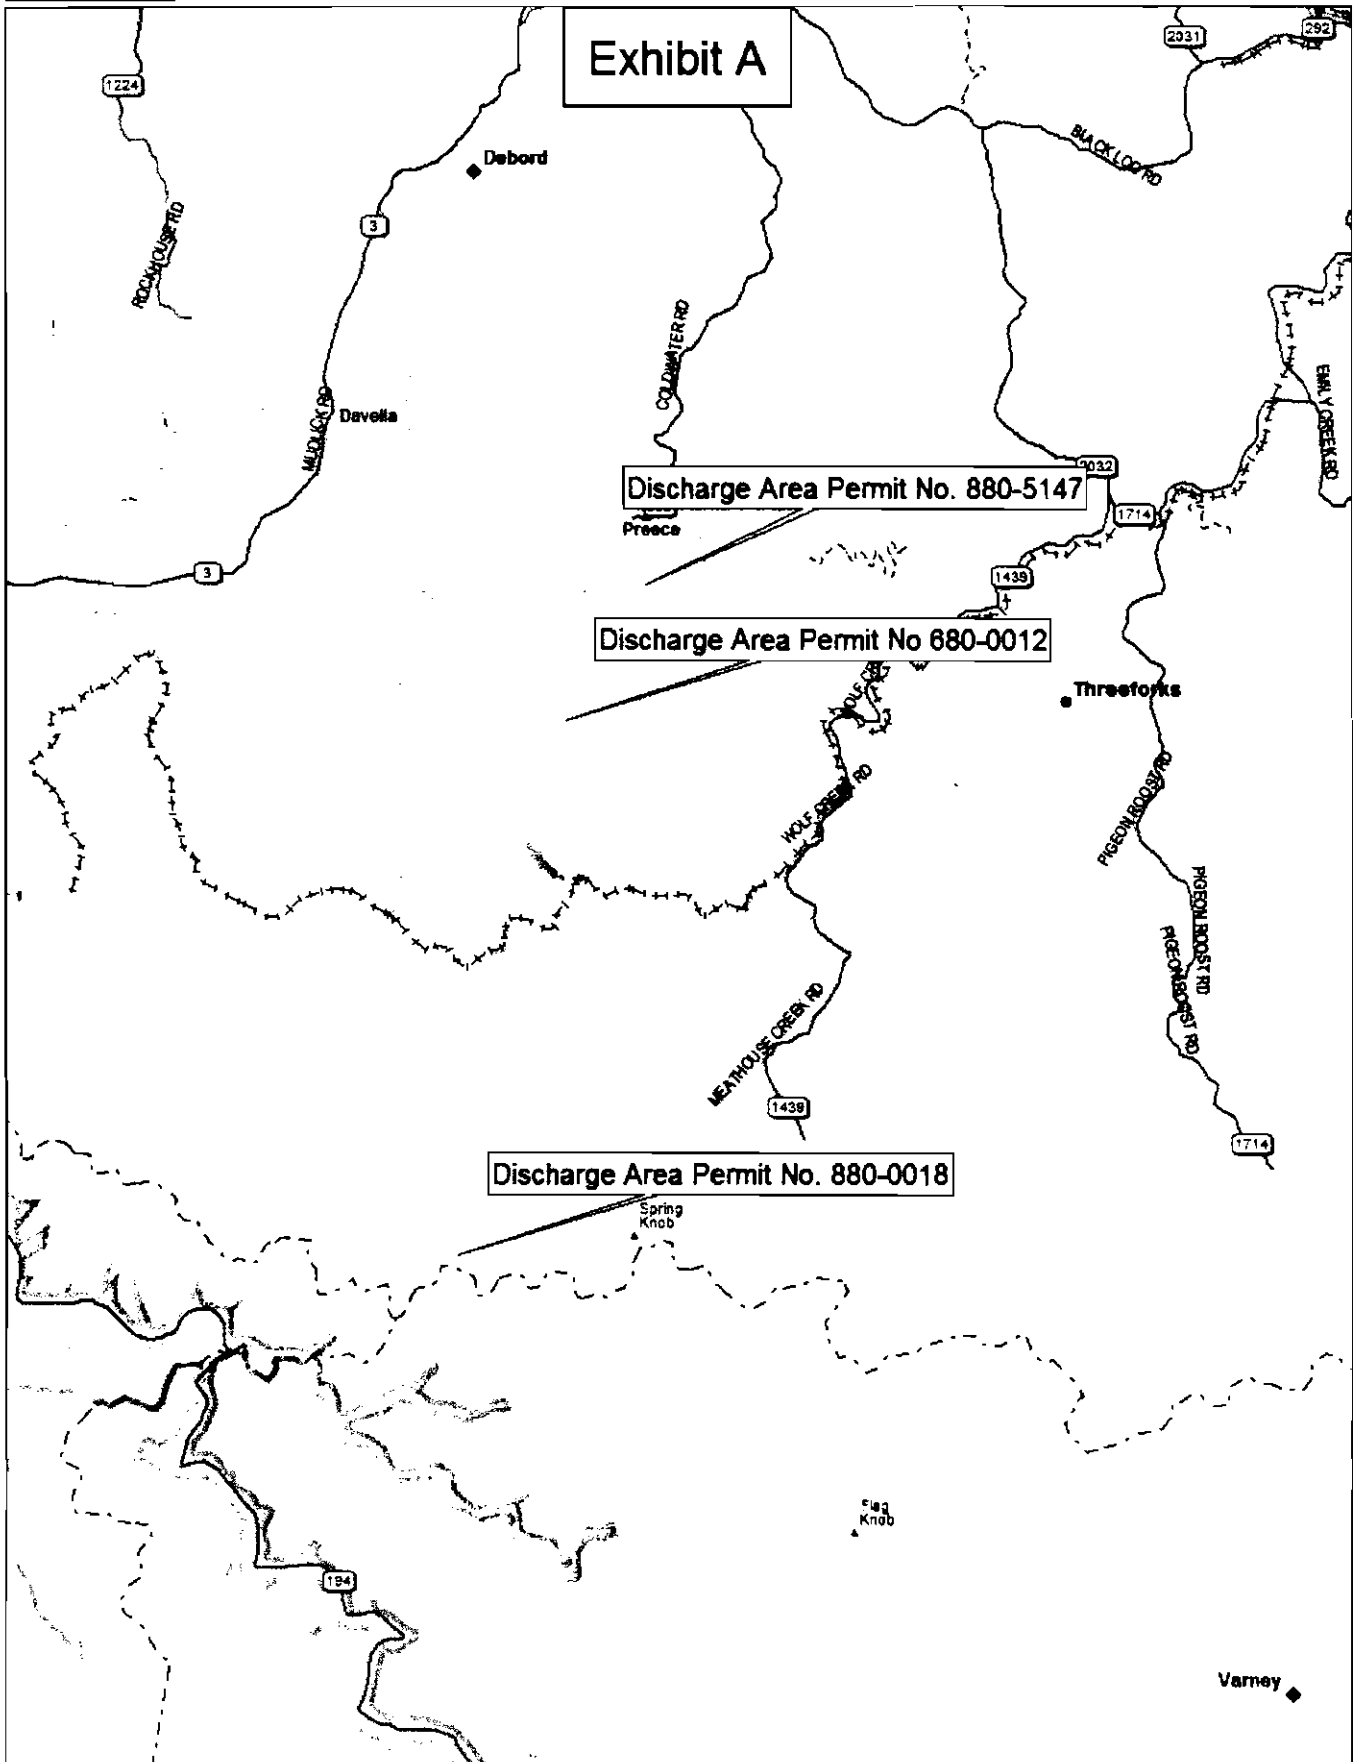 Exhibit A
1224
2031
292
BLACK LOG RD
Debord
3
ROCKHOUSE RD
COLDWATER RD
EMILY CREEK RD
MUDLICK RD
Davella
2032
Discharge Area Permit No. 880-5147
1714
Preece
3
1439
Discharge Area Permit No 680-0012
Threeforks
WOLF CREEK RD
PIGEON ROOST RD
PIGEON ROOST RD
PIGEON ROOST RD
MEATHOUSE CREEK RD
1439
1714
Discharge Area Permit No. 880-0018
Spring
Knob
Flag
Knob
194
Varney